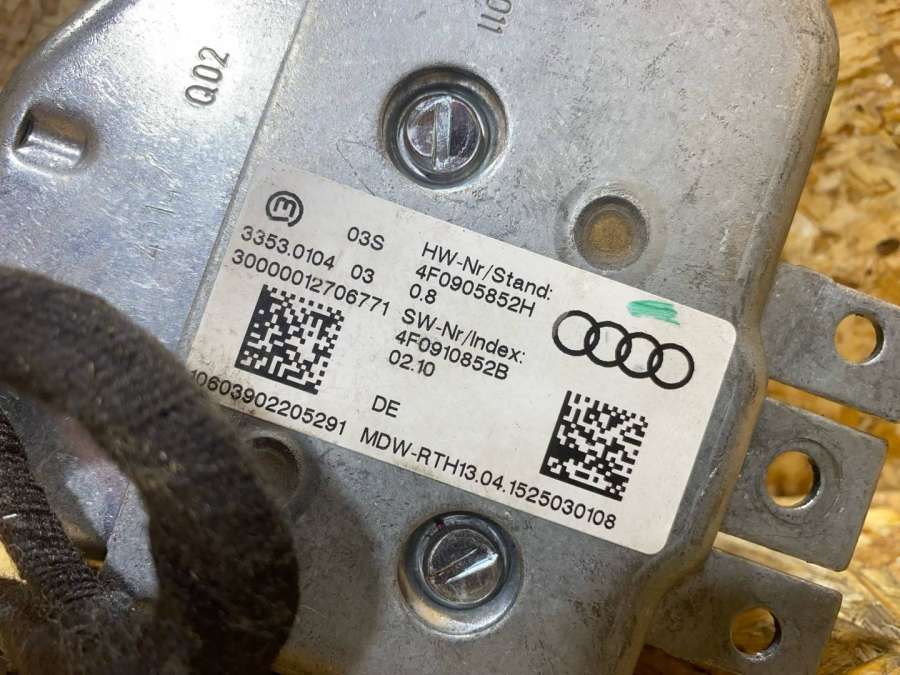 Q02
011
m
03S
3353.0104 03
30000012706771
HW-Nr/Stand:
4F0905852H
0.8
SW-Nr/Index:
4F0910852B
02.10
10603902205291
DE
MDW-RTH13.04.1525030108